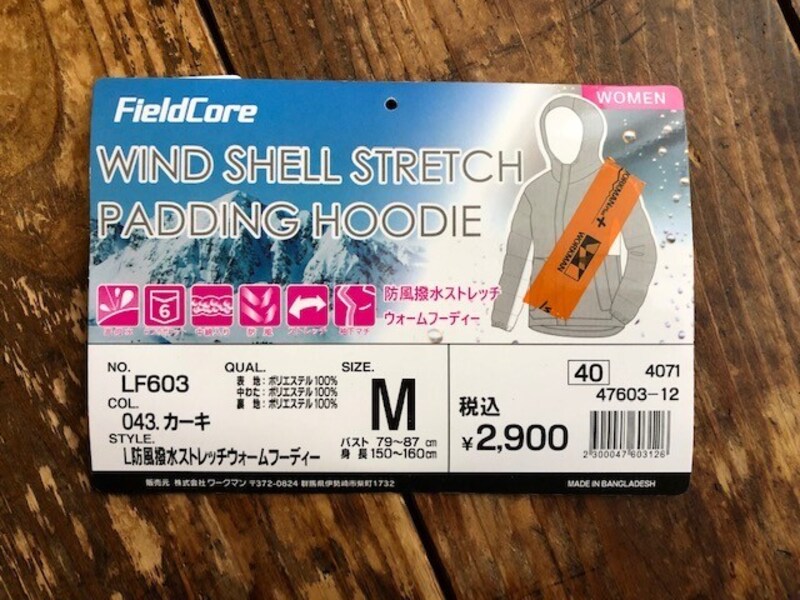 FieldCore
WOMEN
WIND SHELL STRETCH
PADDING HOODIE
WORKMAN
6
防風
防風撥水ストレッチ
ウォームフーディー
NO.
LF603
COL.
043.カーキ
STYLE.
L防風撥水ストレッチウォームフーディー
QUAL.
表 地:ポリエステル100%
中わた:ポリエステル100%
裏 地:ポリエステル100%
SIZE.
M
バスト 79〜87 cm
身 長 150〜160cm
税込
¥2,900
40
4071
47603-12
2 300047 603126
販売元 株式会社ワークマン 〒372-0824 群馬県伊勢崎市柴町1732
MADE IN BANGLADESH